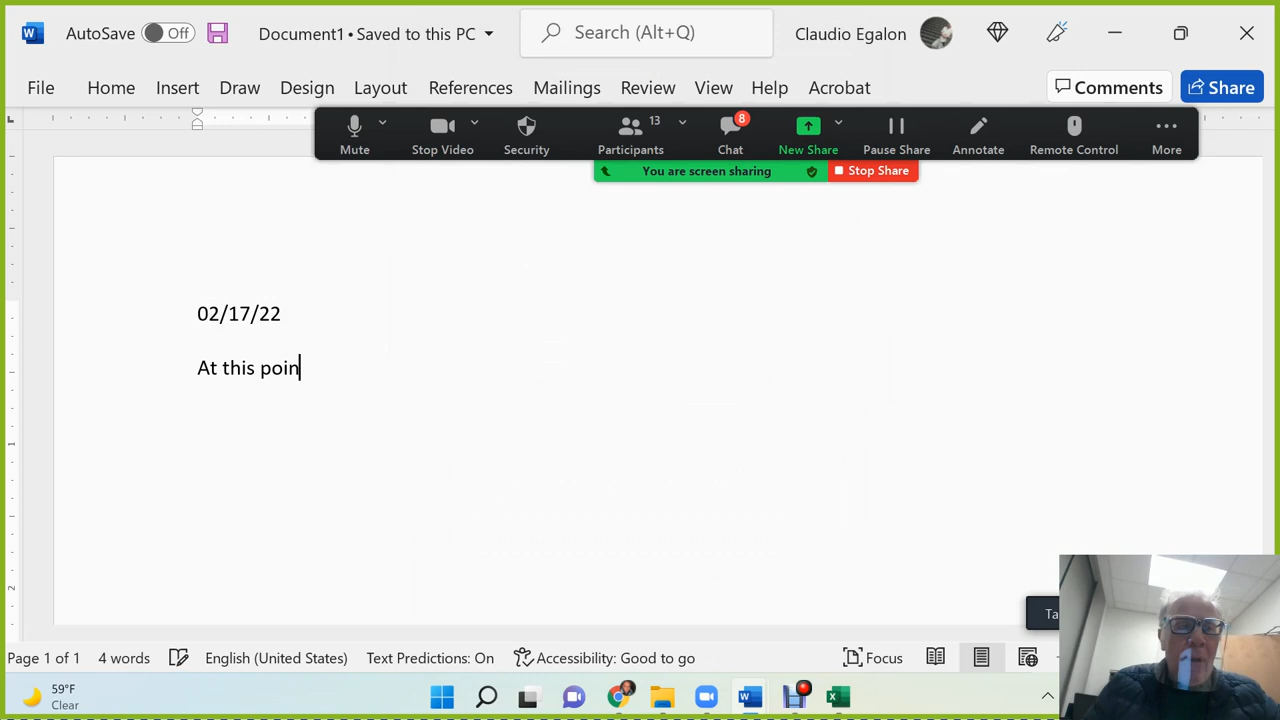 AutoSave Off Document1 • Saved to this PC Search (Alt+Q) Claudio Egalon
File Home Insert Draw Design Layout References Mailings Review View Help Acrobat Comments Share
Mute Stop Video Security Participants 13 Chat 8 New Share Pause Share Annotate Remote Control More
You are screen sharing Stop Share
02/17/22
At this poin
1
2
Ta
Page 1 of 1 4 words English (United States) Text Predictions: On Accessibility: Good to go Focus
59°F
Clear